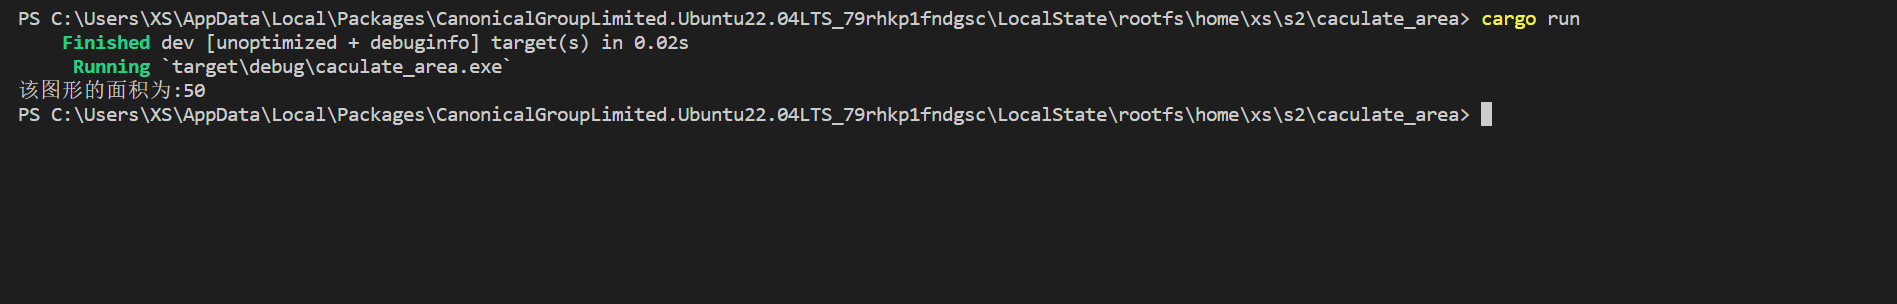 PS C:\Users\XS\AppData\Local\Packages\CanonicalGroupLimited.Ubuntu22.04LTS_79rhkp1fndgsc\LocalState\rootfs\home\xs\s2\caculate_area> cargo run
Finished dev [unoptimized + debuginfo] target(s) in 0.02s
Running `target\debug\caculate_area.exe`
该图形的面积为:50
PS C:\Users\XS\AppData\Local\Packages\CanonicalGroupLimited.Ubuntu22.04LTS_79rhkp1fndgsc\LocalState\rootfs\home\xs\s2\caculate_area>